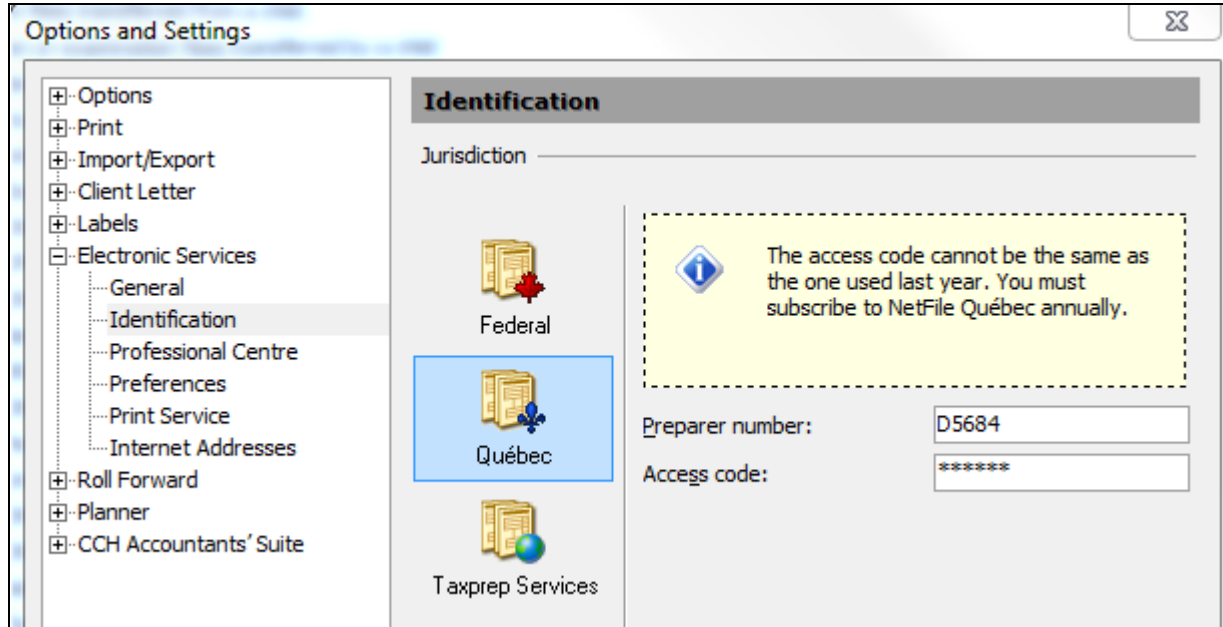 Options and Settings
Options
Print
Import/Export
Client Letter
Labels
Electronic Services
General
Identification
Professional Centre
Preferences
Print Service
Internet Addresses
Roll Forward
Planner
CCH Accountants' Suite
Identification
Jurisdiction
Federal
Québec
Taxprep Services
The access code cannot be the same as
the one used last year. You must
subscribe to NetFile Québec annually.
Preparer number: D5684
Access code: ******